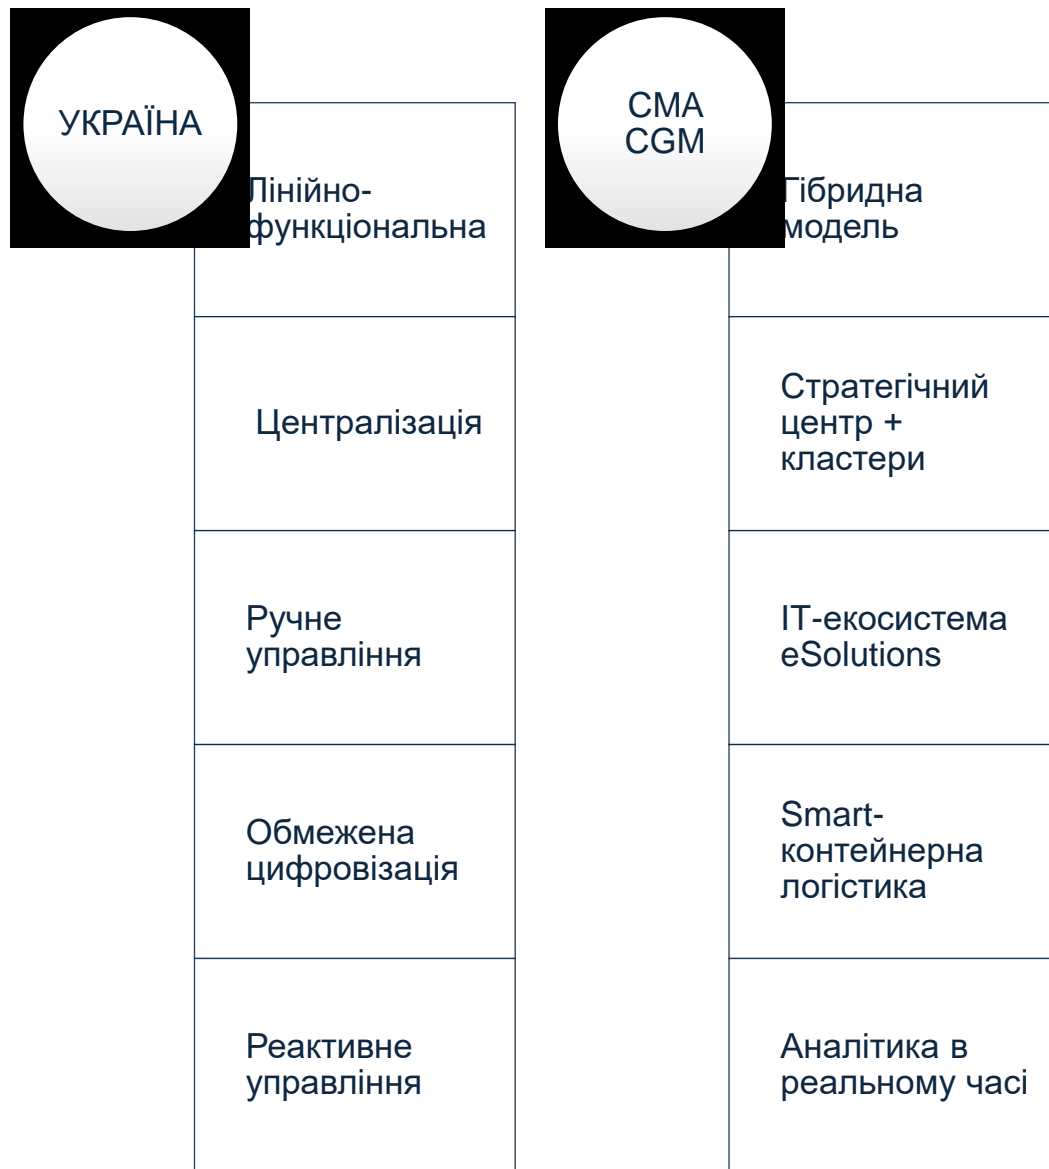 УКРАЇНА
Лінійно-
функціональна
Централізація
Ручне
управління
Обмежена
цифровізація
Реактивне
управління
CMA
CGM
Гібридна
модель
Стратегічний
центр +
кластери
IT-екосистема
eSolutions
Smart-
контейнерна
логістика
Аналітика в
реальному часі